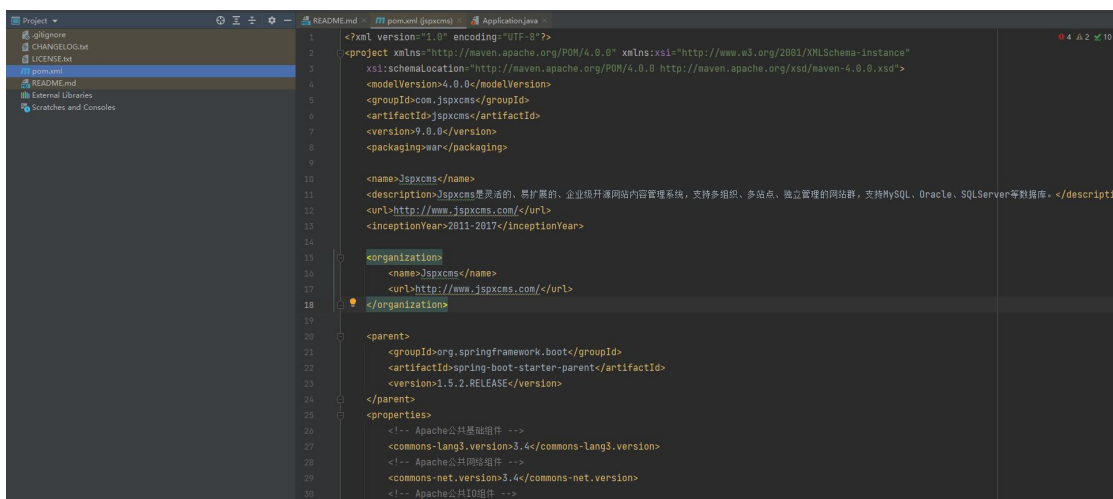 Project
README.md
pom.xml (jspxcms)
Application.java
.gitignore
CHANGELOG.txt
LICENSE.txt
pom.xml
README.md
External Libraries
Scratches and Consoles
4 2 10
1 <?xml version="1.0" encoding="UTF-8"?>
2 <project xmlns="http://maven.apache.org/POM/4.0.0" xmlns:xsi="http://www.w3.org/2001/XMLSchema-instance"
3 xsi:schemaLocation="http://maven.apache.org/POM/4.0.0 http://maven.apache.org/xsd/maven-4.0.0.xsd">
4 <modelVersion>4.0.0</modelVersion>
5 <groupId>com.jspxcms</groupId>
6 <artifactId>jspxcms</artifactId>
7 <version>9.0.0</version>
8 <packaging>war</packaging>
9
10 <name>Jspxcms</name>
11 <description>Jspxcms是灵活的、易扩展的、企业级开源网站内容管理系统，支持多组织、多站点、独立管理的网站群，支持MySQL、Oracle、SQLServer等数据库。</descripti
12 <url>http://www.jspxcms.com/</url>
13 <inceptionYear>2011-2017</inceptionYear>
14
15 <organization>
16 <name>Jspxcms</name>
17 <url>http://www.jspxcms.com/</url>
18 </organization>
19
20 <parent>
21 <groupId>org.springframework.boot</groupId>
22 <artifactId>spring-boot-starter-parent</artifactId>
23 <version>1.5.2.RELEASE</version>
24 </parent>
25 <properties>
26 <!-- Apache公共基础组件 -->
27 <commons-lang3.version>3.4</commons-lang3.version>
28 <!-- Apache公共网络组件 -->
29 <commons-net.version>3.4</commons-net.version>
30 <!-- Apache公共IO组件 -->